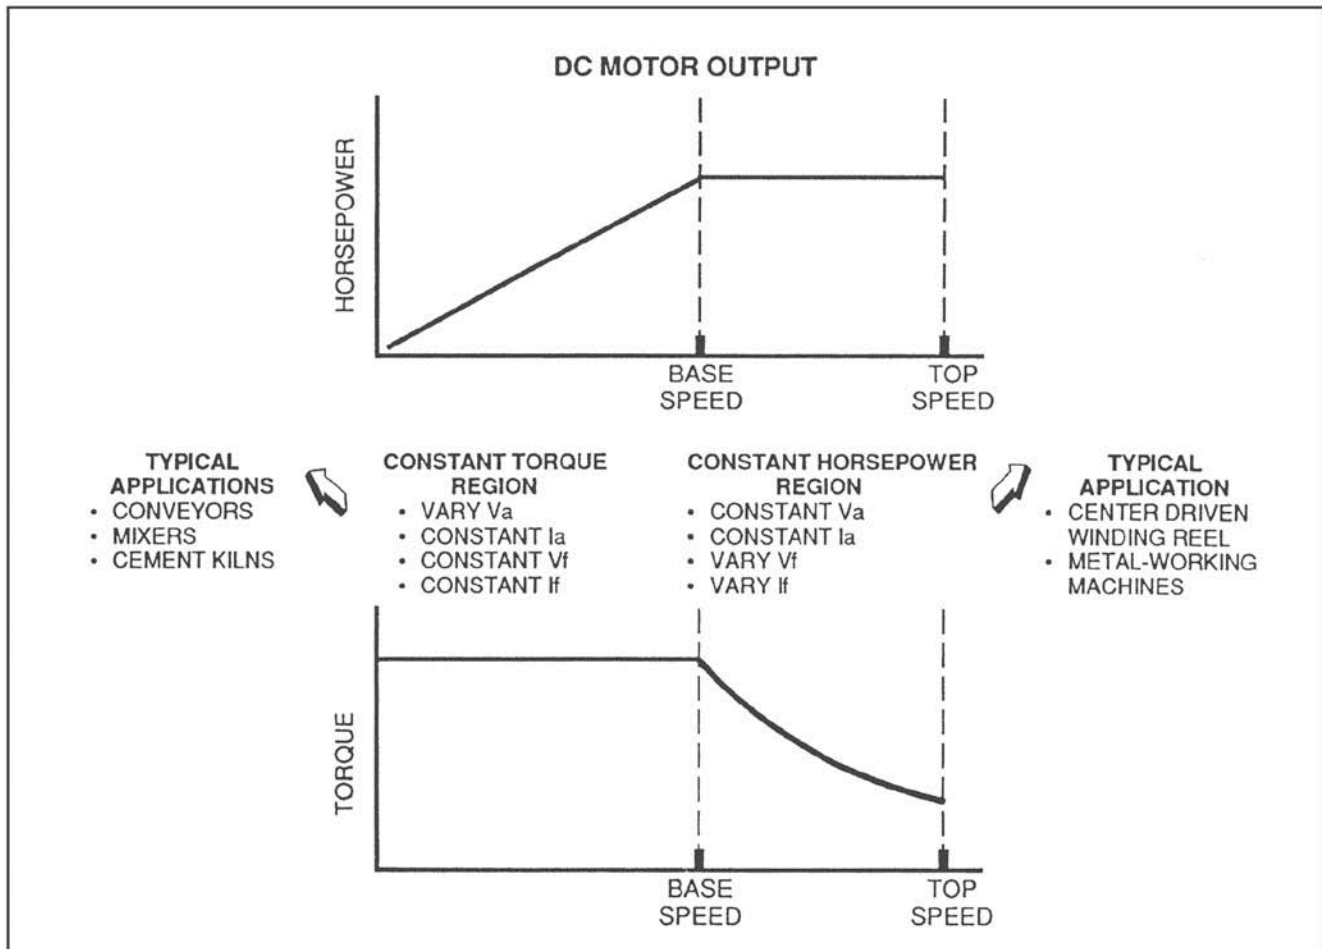 DC MOTOR OUTPUT
HORSEPOWER
BASE
SPEED
TOP
SPEED
TYPICAL
APPLICATIONS
• CONVEYORS
• MIXERS
• CEMENT KILNS
CONSTANT TORQUE
REGION
• VARY Va
• CONSTANT Ia
• CONSTANT Vf
• CONSTANT If
CONSTANT HORSEPOWER
REGION
• CONSTANT Va
• CONSTANT Ia
• VARY Vf
• VARY If
TYPICAL
APPLICATION
• CENTER DRIVEN
WINDING REEL
• METAL-WORKING
MACHINES
TORQUE
BASE
SPEED
TOP
SPEED